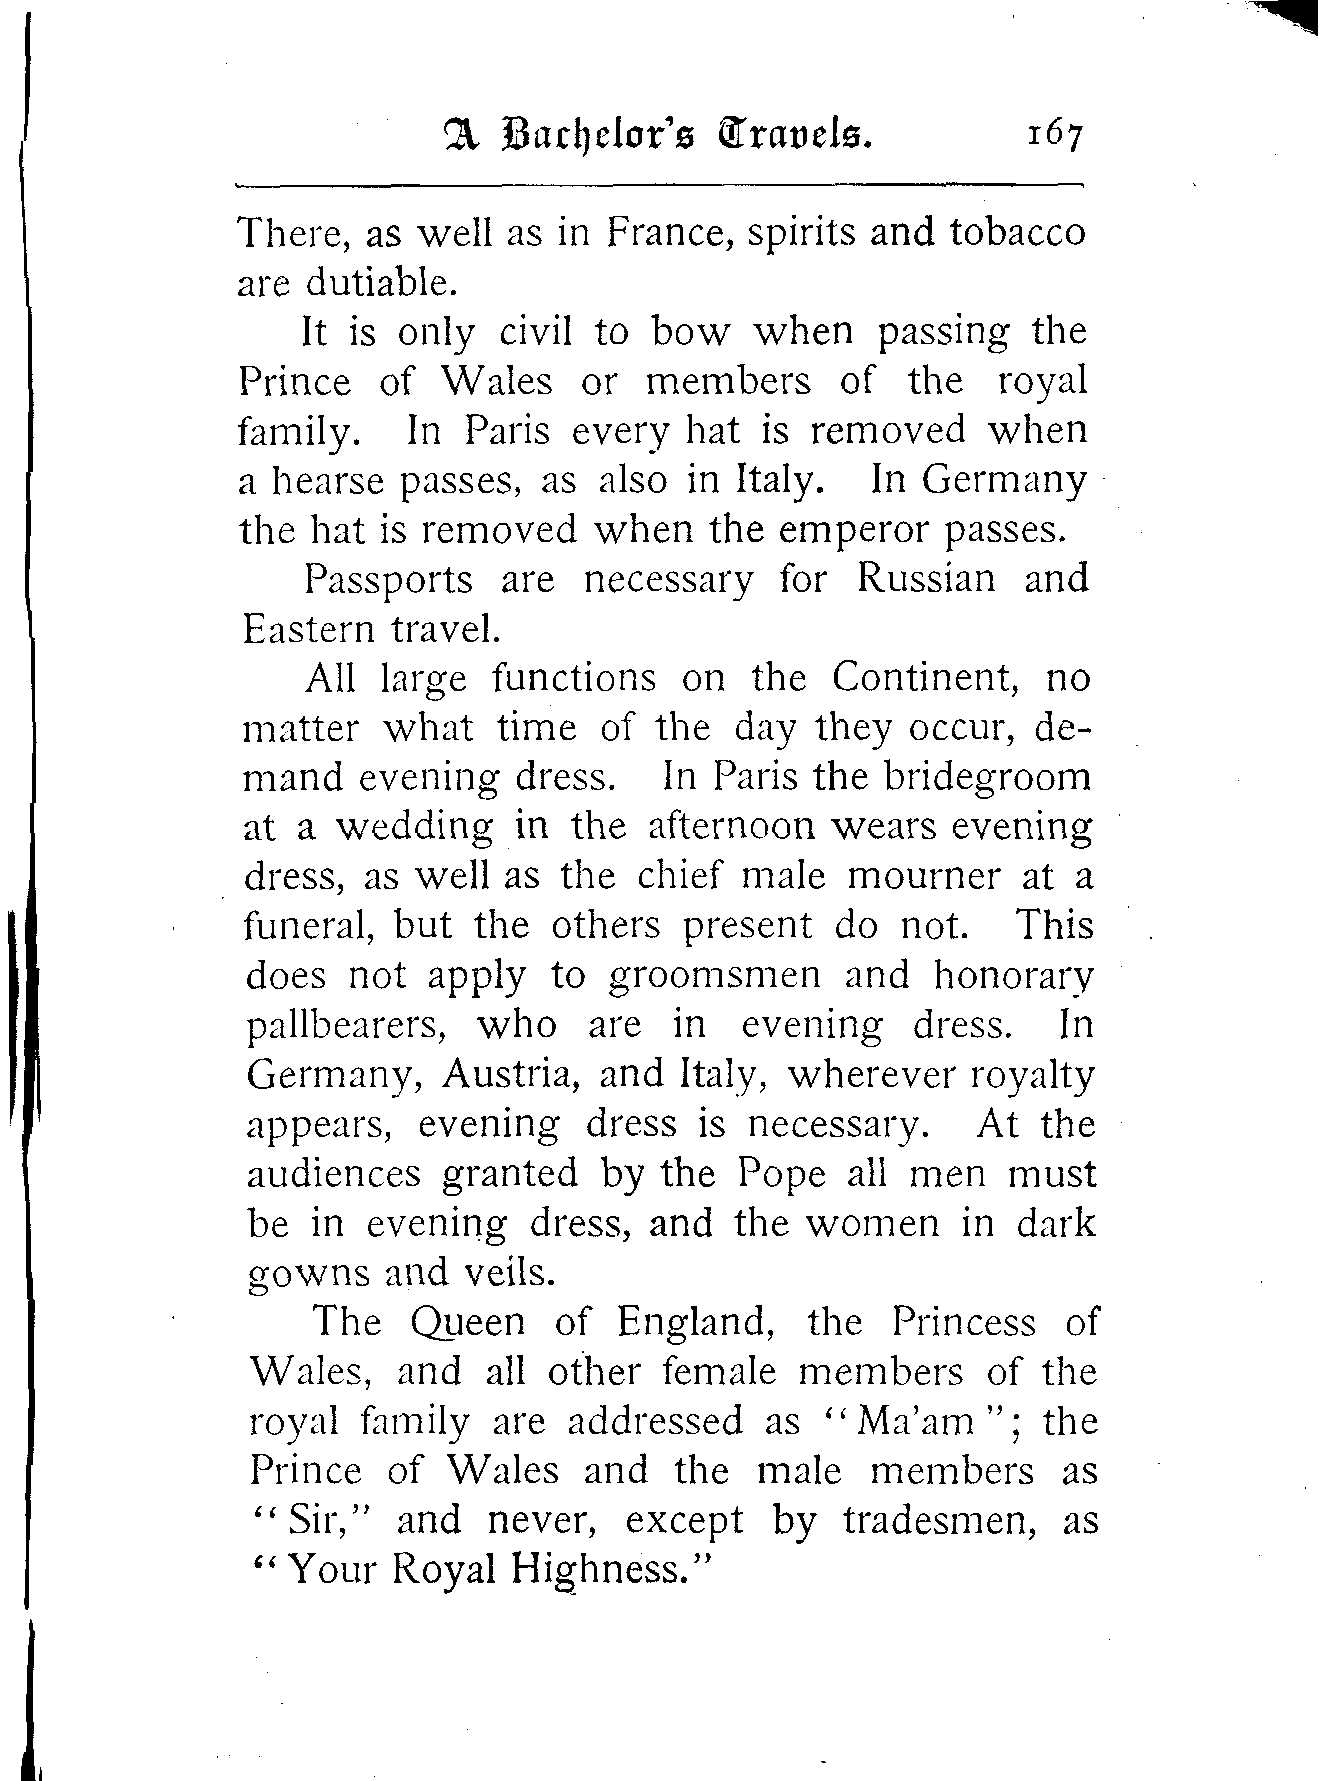 A Bachelor's Travels. 167
There, as well as in France, spirits and tobacco
are dutiable.
It is only civil to bow when passing the
Prince of Wales or members of the royal
family. In Paris every hat is removed when
a hearse passes, as also in Italy. In Germany
the hat is removed when the emperor passes.
Passports are necessary for Russian and
Eastern travel.
All large functions on the Continent, no
matter what time of the day they occur, de-
mand evening dress. In Paris the bridegroom
at a wedding in the afternoon wears evening
dress, as well as the chief male mourner at a
funeral, but the others present do not. This
does not apply to groomsmen and honorary
pallbearers, who are in evening dress. In
Germany, Austria, and Italy, wherever royalty
appears, evening dress is necessary. At the
audiences granted by the Pope all men must
be in evening dress, and the women in dark
gowns and veils.
The Queen of England, the Princess of
Wales, and all other female members of the
royal family are addressed as "Ma'am"; the
Prince of Wales and the male members as
"Sir," and never, except by tradesmen, as
"Your Royal Highness."